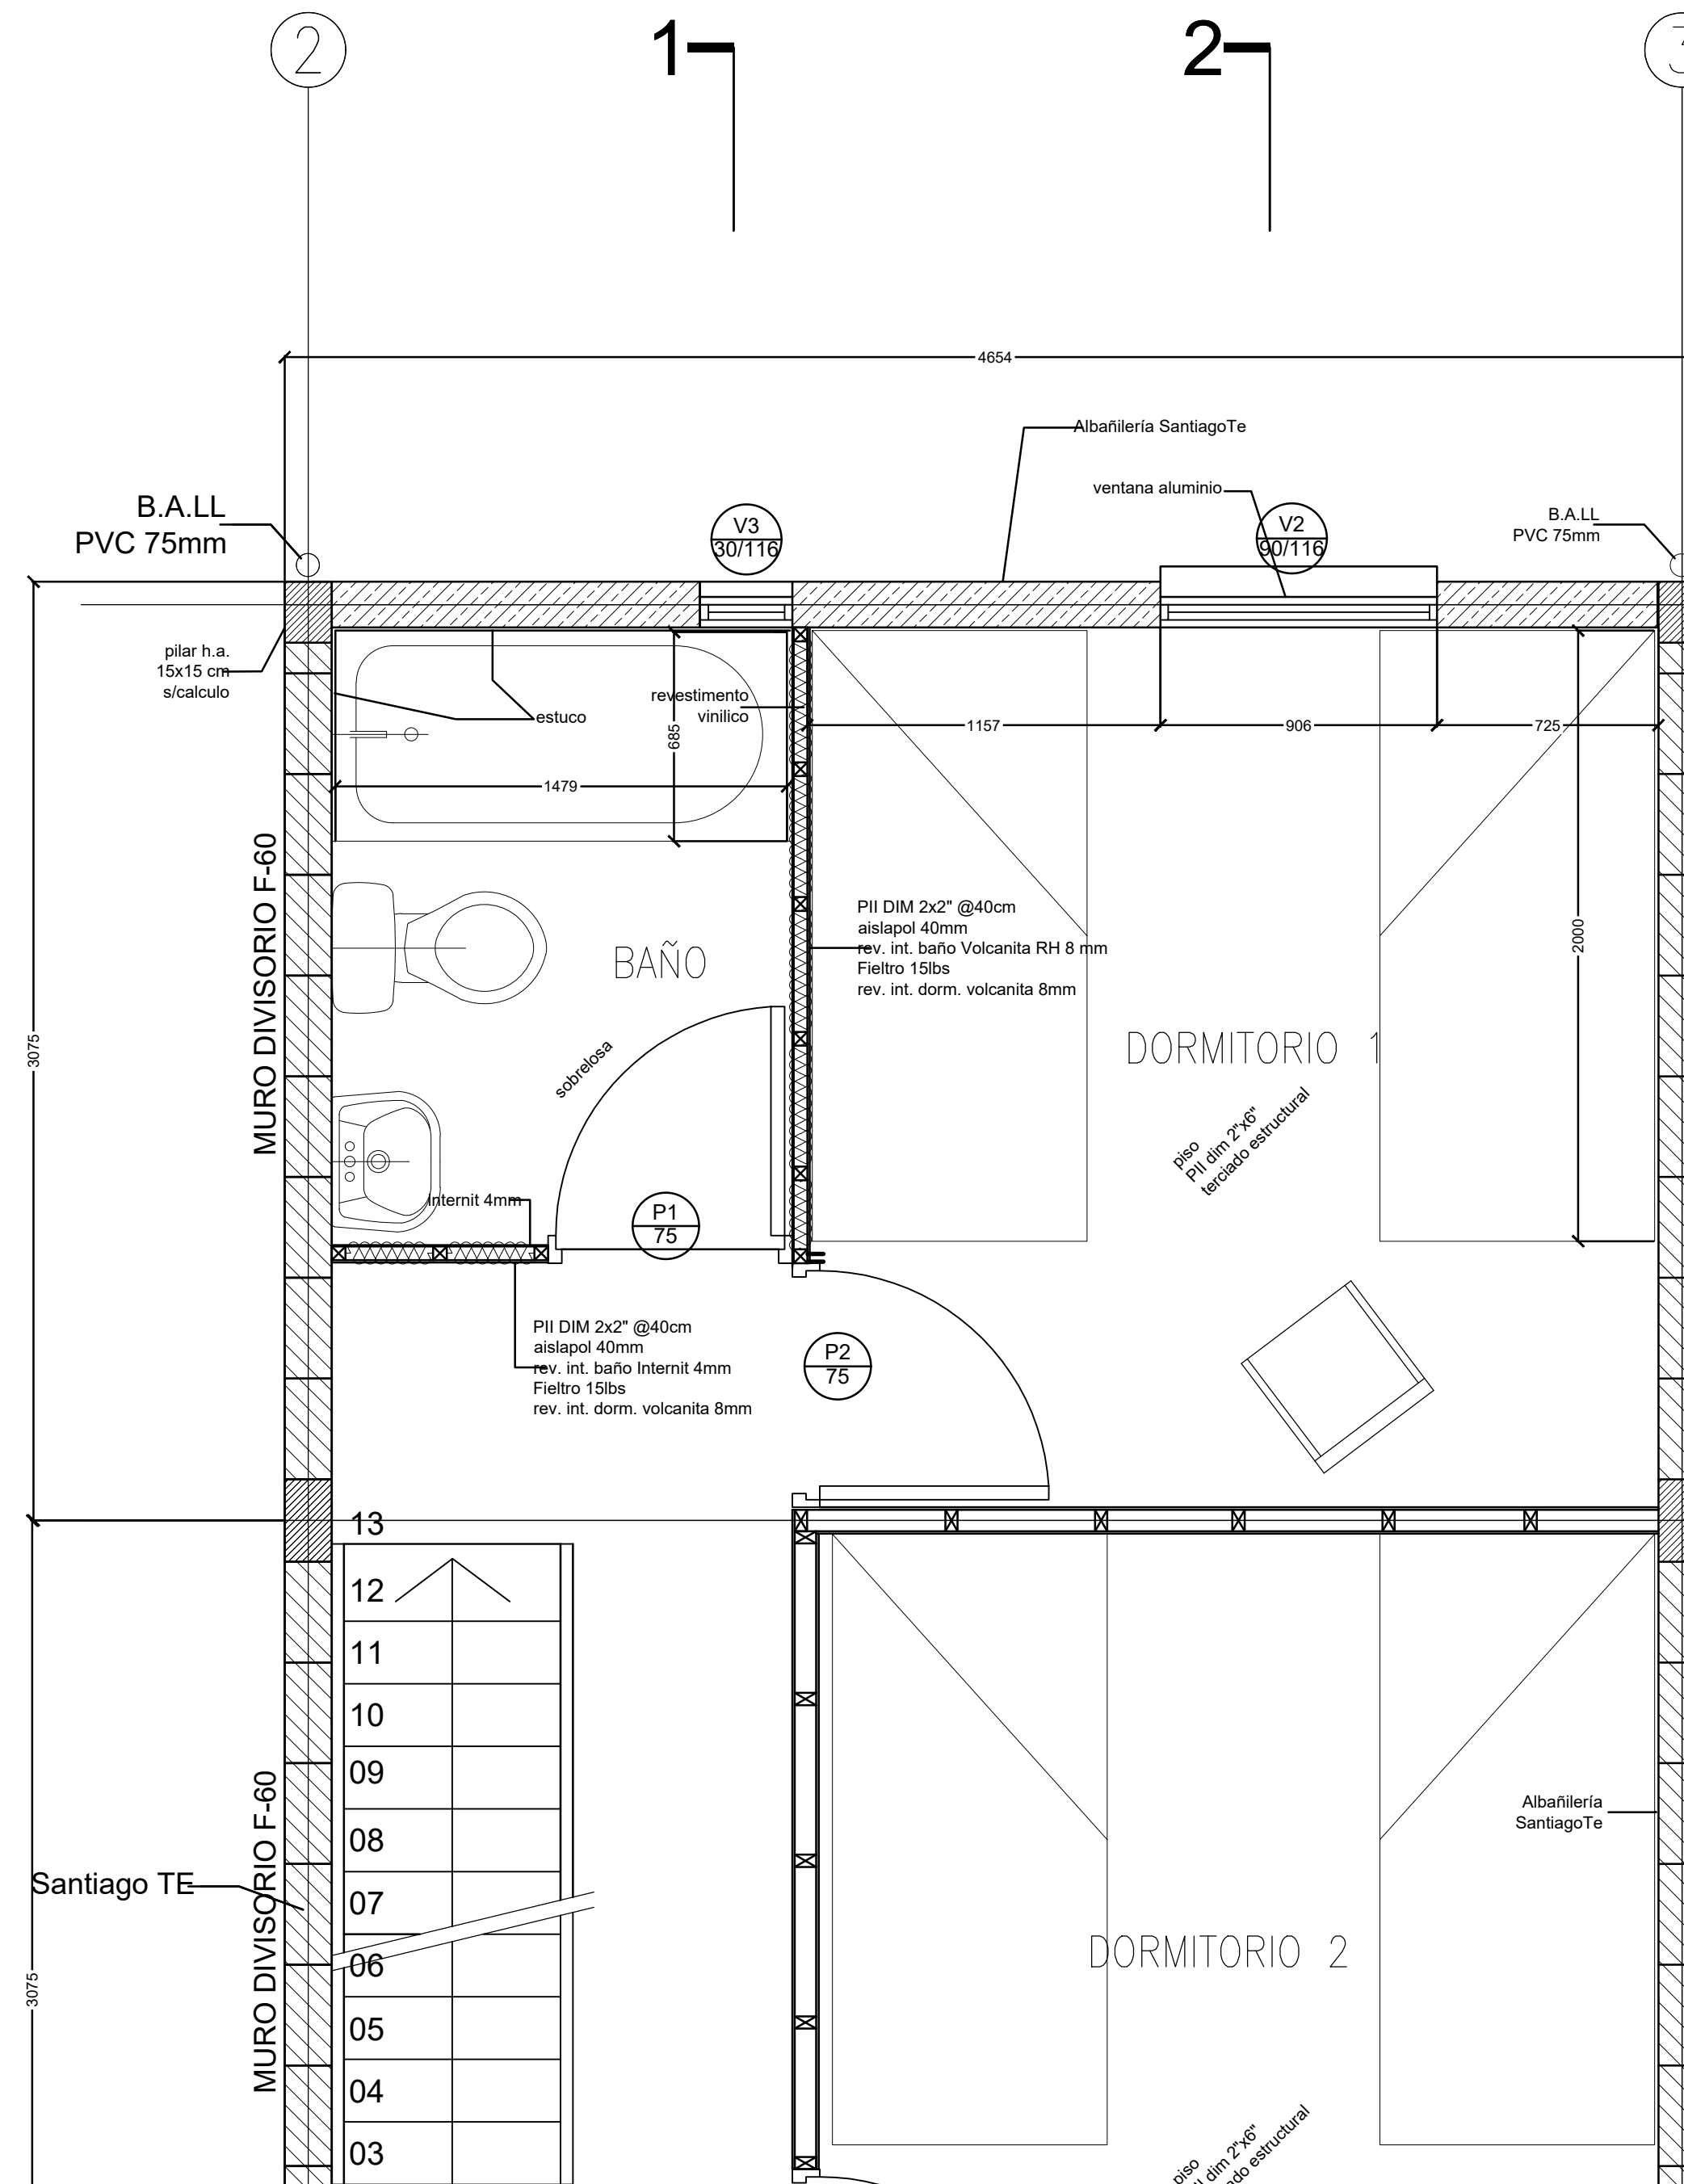 2
1
2
4654
Albañilería SantiagoTe
ventana aluminio
B.A.LL
PVC 75mm
V3
30/116
V2
90/116
B.A.LL
PVC 75mm
pilar h.a.
15x15 cm
s/calculo
estuco
revestimento
vinilico
685
1479
1157
906
725
2000
MURO DIVISORIO F-60
3075
BAÑO
PII DIM 2x2" @40cm
aislapol 40mm
rev. int. baño Volcanita RH 8 mm
Fieltro 15lbs
rev. int. dorm. volcanita 8mm
DORMITORIO 1
sobrelosa
piso
PII dim 2"x6"
terciado estructural
Internit 4mm
P1
75
PII DIM 2x2" @40cm
aislapol 40mm
rev. int. baño Internit 4mm
Fieltro 15lbs
rev. int. dorm. volcanita 8mm
P2
75
13
12
11
10
09
08
07
06
05
04
03
Albañilería
SantiagoTe
Santiago TE
MURO DIVISORIO F-60
3075
DORMITORIO 2
piso
dim 2"x6"
estructural